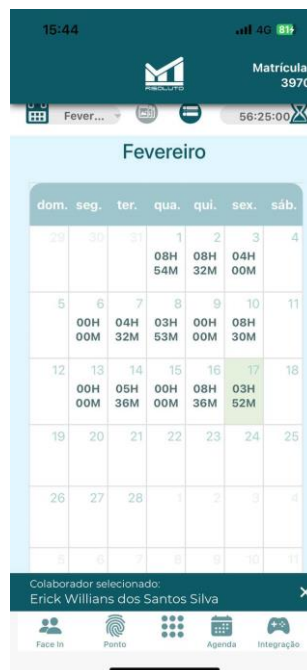 15:44
4G 81
RISOLUTO
Matrícula
3970
Fever...
56:25:00
Fevereiro
dom. seg. ter. qua. qui. sex. sáb.
29 30 31 1 2 3 4
08H 08H 04H
54M 32M 00M
5 6 7 8 9 10 11
00H 04H 03H 00H 08H
00M 32M 53M 00M 30M
12 13 14 15 16 17 18
00H 05H 00H 08H 03H
00M 36M 00M 36M 52M
19 20 21 22 23 24 25
26 27 28 1 2 3 4
5 6 7 8 9 10 11
Colaborador selecionado:
Erick Willians dos Santos Silva
Face In Ponto Agenda Integração